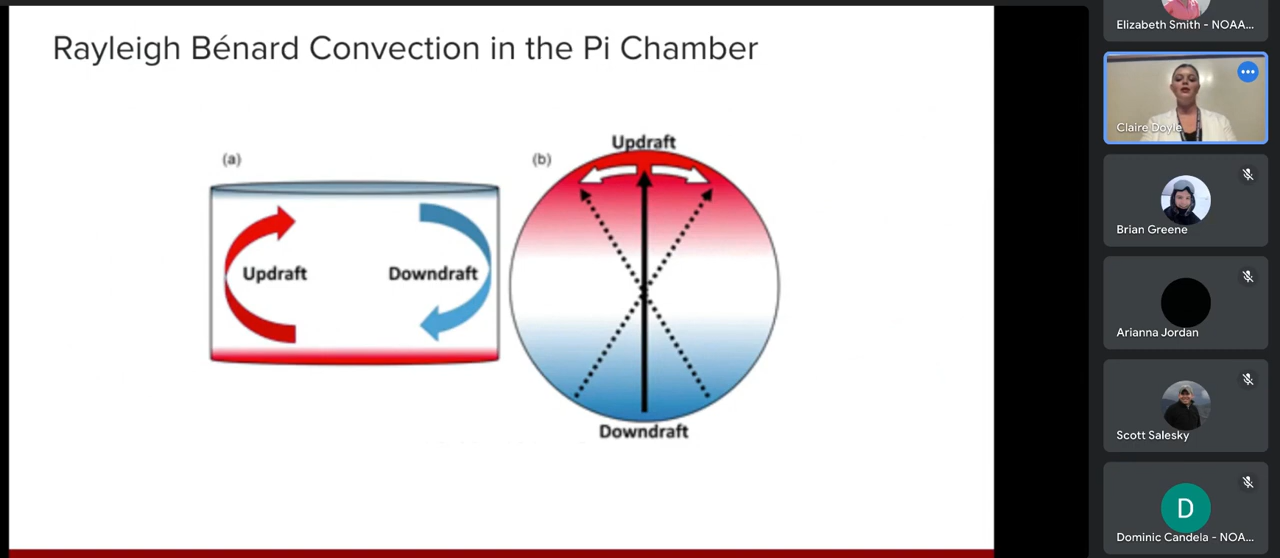 Rayleigh Bénard Convection in the Pi Chamber
(a)
Updraft
Downdraft
(b)
Updraft
Downdraft
Elizabeth Smith - NOAA...
Claire Doyle
Brian Greene
Arianna Jordan
Scott Salesky
D
Dominic Candela - NOA...